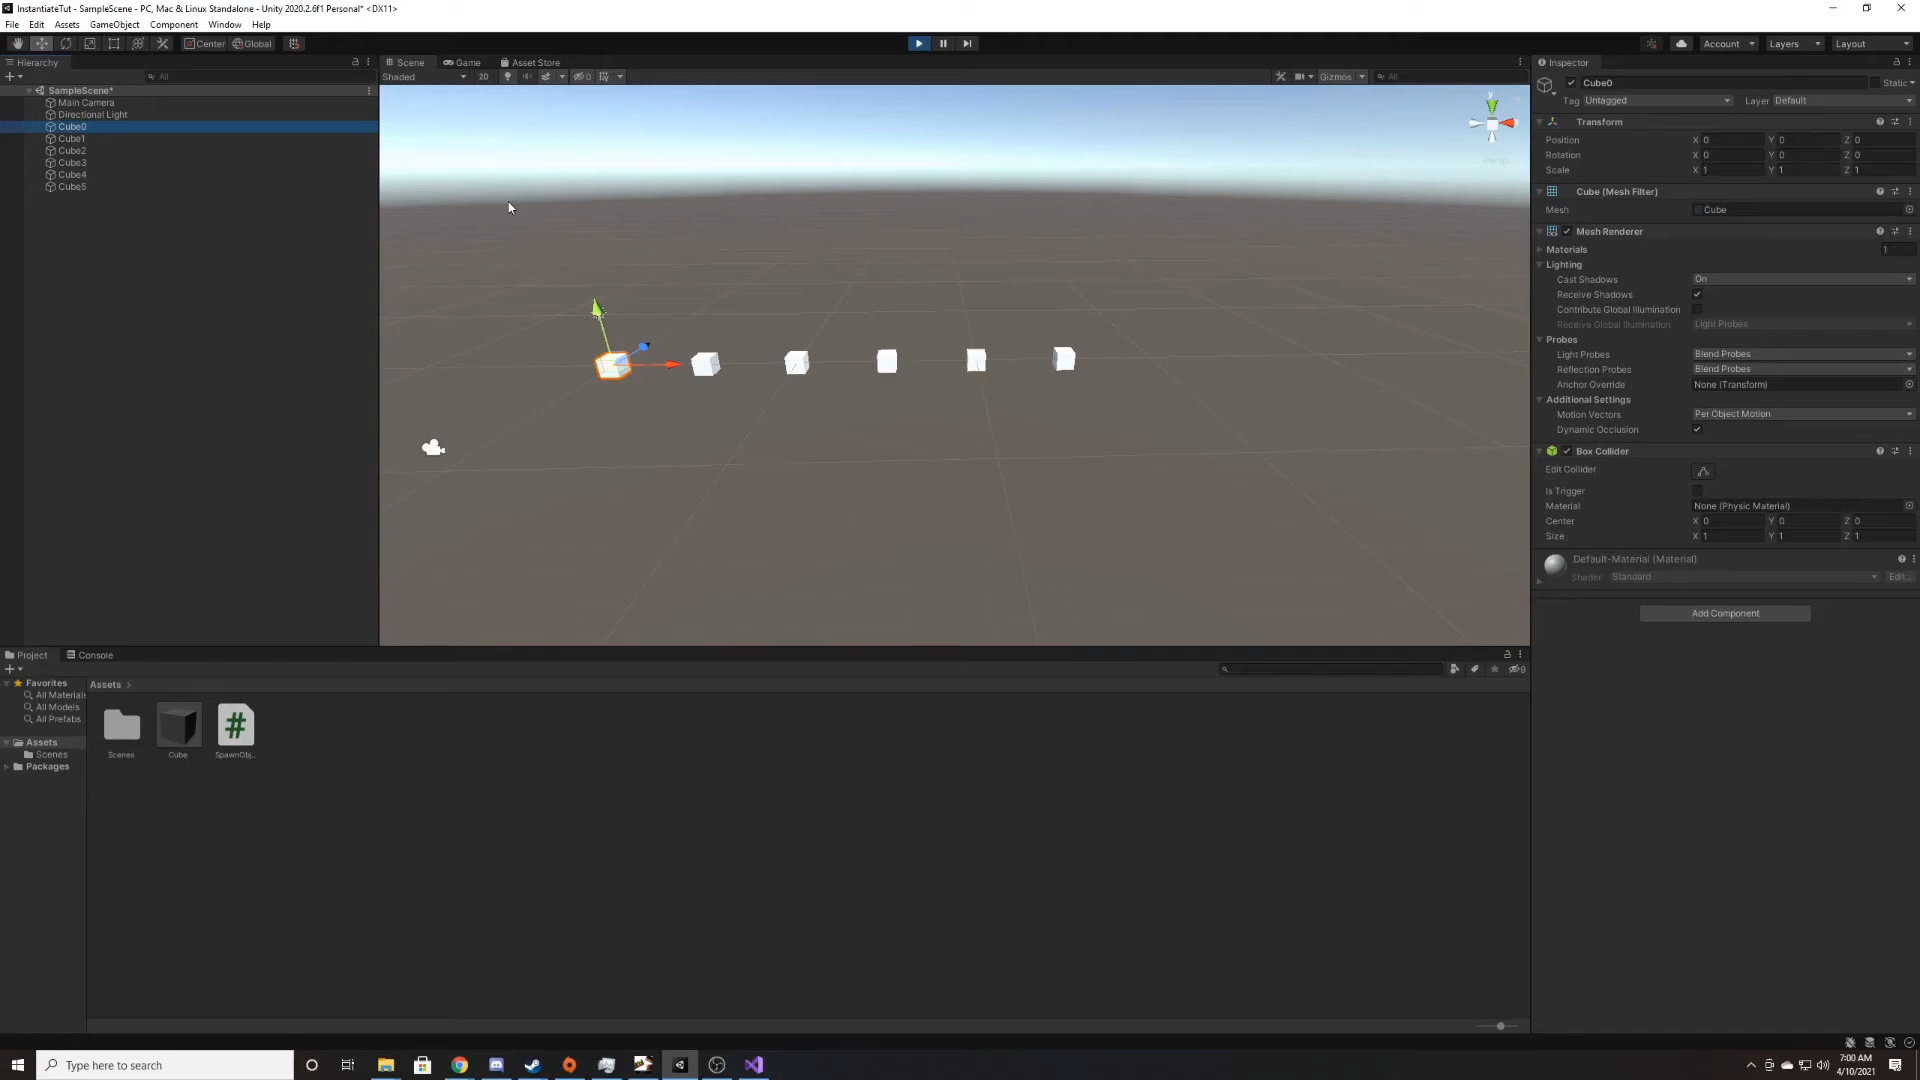 InstantiateTut - SampleScene - PC, Mac & Linux Standalone - Unity 2020.2.6f1 Personal* <DX11>
File Edit Assets GameObject Component Window Help
Center Global Account Layers Layout
Hierarchy
All
SampleScene*
Main Camera
Directional Light
Cube0
Cube1
Cube2
Cube3
Cube4
Cube5
Scene Game Asset Store
Shaded 2D 0 Gizmos All
y
Persp
Inspector
Cube0 Static
Tag Untagged Layer Default
Transform
Position X 0 Y 0 Z 0
Rotation X 0 Y 0 Z 0
Scale X 1 Y 1 Z 1
Cube (Mesh Filter)
Mesh Cube
Mesh Renderer
Materials 1
Lighting
Cast Shadows On
Receive Shadows
Contribute Global Illumination
Receive Global Illumination Light Probes
Probes
Light Probes Blend Probes
Reflection Probes Blend Probes
Anchor Override None (Transform)
Additional Settings
Motion Vectors Per Object Motion
Dynamic Occlusion
Box Collider
Edit Collider
Is Trigger
Material None (Physic Material)
Center X 0 Y 0 Z 0
Size X 1 Y 1 Z 1
Default-Material (Material)
Shader Standard Edit...
Add Component
Project Console
9
Favorites
All Materials
All Models
All Prefabs
Assets
Scenes
Packages
Assets >
Scenes Cube SpawnObj..
Type here to search
7:00 AM
4/10/2021